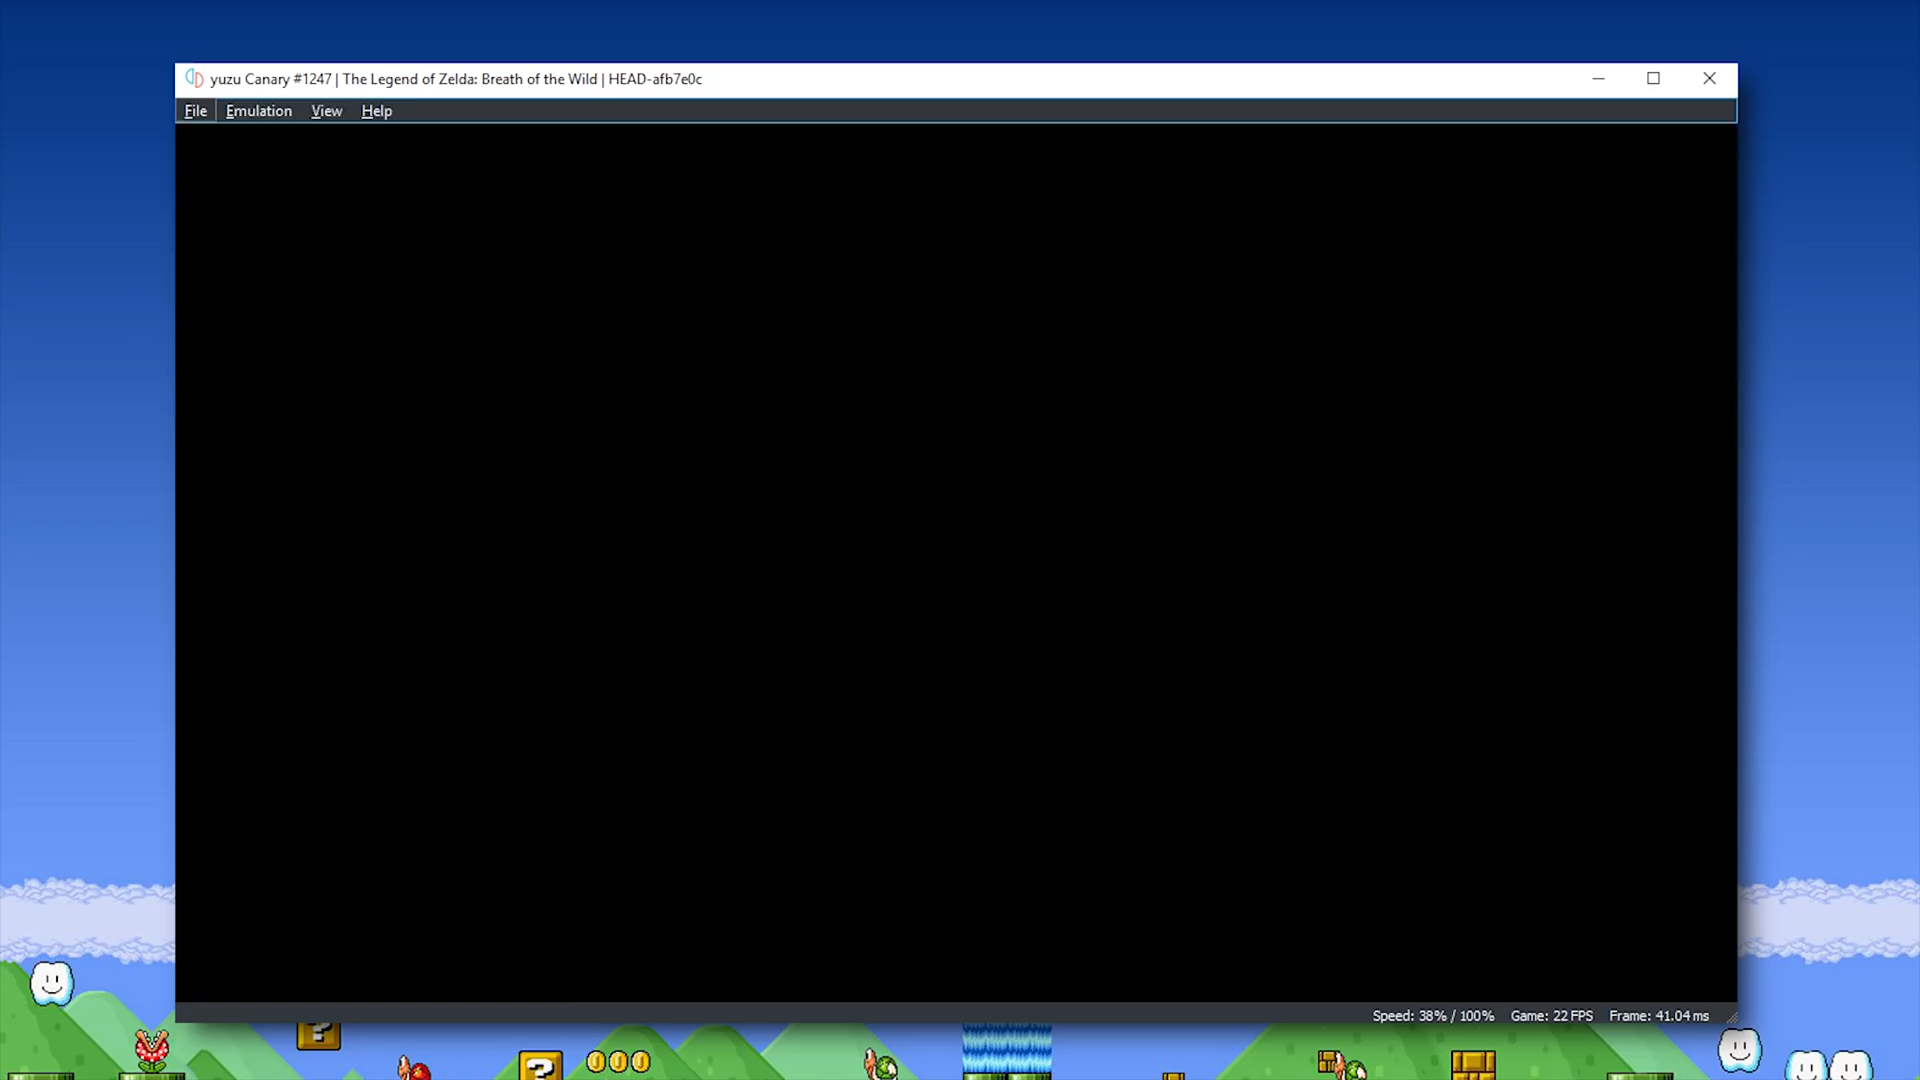 yuzu Canary #1247 | The Legend of Zelda: Breath of the Wild | HEAD-afb7e0c
File Emulation View Help
Speed: 38% / 100% Game: 22 FPS Frame: 41.04 ms
? ?